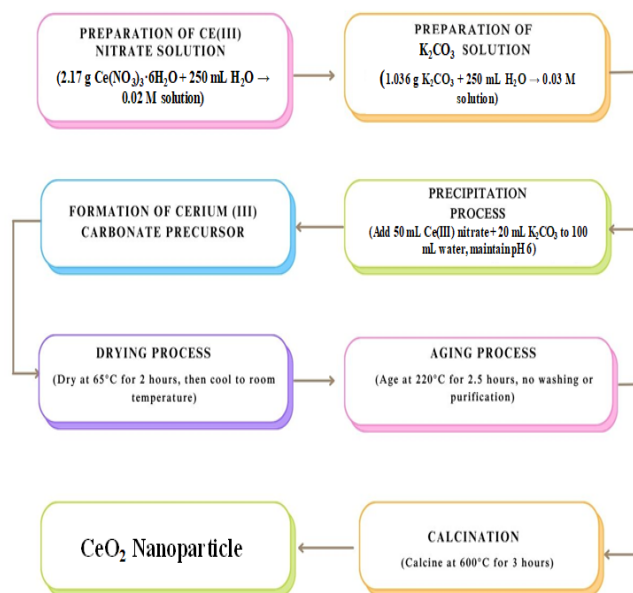 PREPARATION OF CE(III)
NITRATE SOLUTION
(2.17 g Ce(NO₃)₃·6H₂O + 250 mL H₂O →
0.02 M solution)
PREPARATION OF
K₂CO₃ SOLUTION
(1.036 g K₂CO₃ + 250 mL H₂O → 0.03 M
solution)
PRECIPITATION
PROCESS
(Add 50 mL Ce(III) nitrate + 20 mL K₂CO₃ to 100
mL water, maintain pH 6)
FORMATION OF CERIUM (III)
CARBONATE PRECURSOR
DRYING PROCESS
(Dry at 65°C for 2 hours, then cool to room
temperature)
AGING PROCESS
(Age at 220°C for 2.5 hours, no washing or
purification)
CALCINATION
(Calcine at 600°C for 3 hours)
CeO₂ Nanoparticle